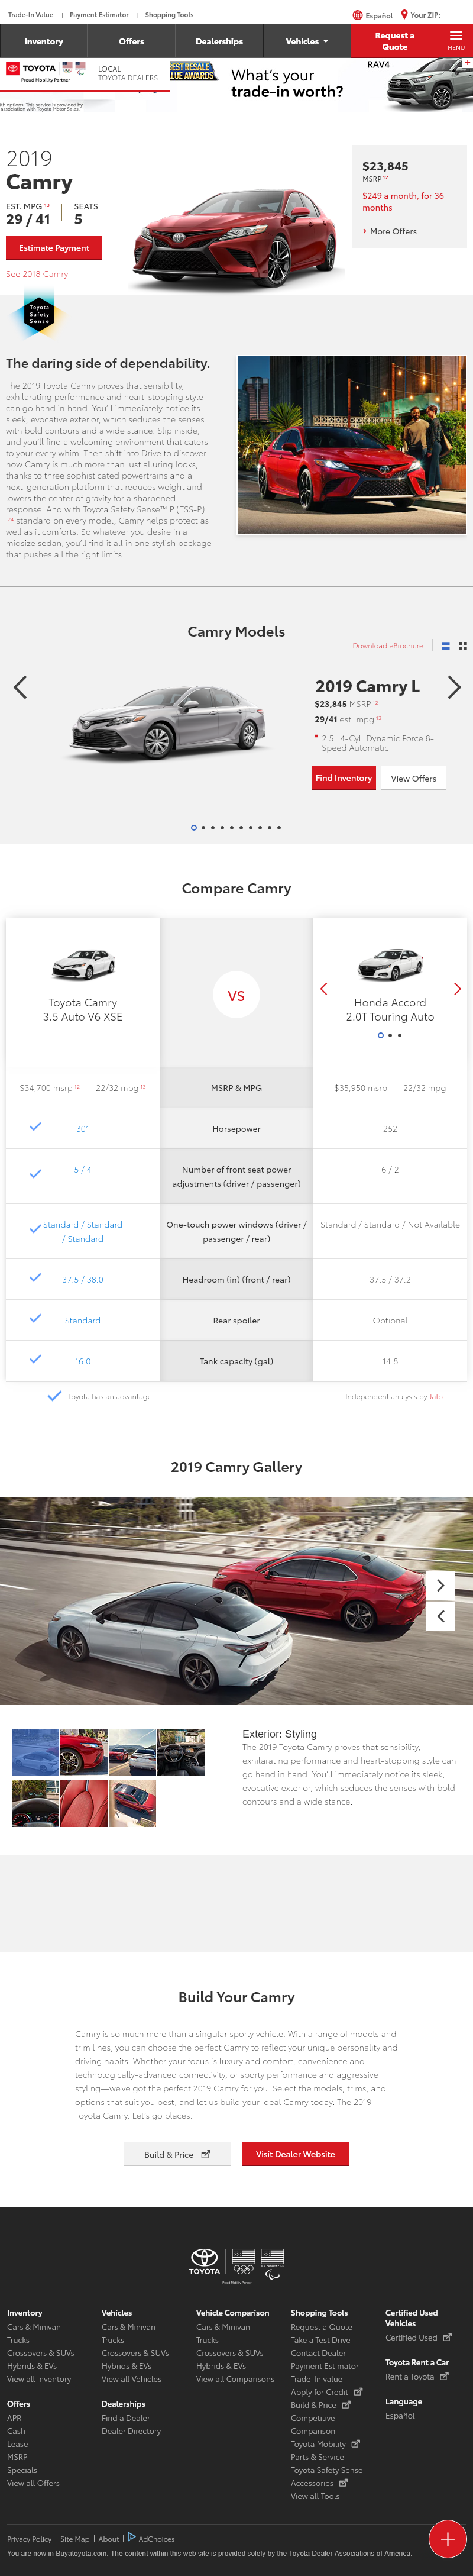 Trade-In Value | Payment Estimator | Shopping Tools
Español
Your ZIP:
Inventory
Offers
Dealerships
Vehicles
Request a
Quote
MENU
TOYOTA
Proud Mobility Partner
LOCAL
TOYOTA DEALERS
BEST RESALE
What's your
trade-in worth?
RAV4
2019
Camry
EST. MPG 13
29 / 41
SEATS
5
Estimate Payment
See 2018 Camry
$23,845
MSRP 12
$249 a month, for 36
months
More Offers
Toyota
Safety
Sense
The daring side of dependability.
The 2019 Toyota Camry proves that sensibility,
exhilarating performance and heart-stopping style
can go hand in hand. You'll immediately notice its
sleek, evocative exterior, which seduces the senses
with bold contours and a wide stance. Slip inside,
and you'll find a welcoming environment that caters
to your every whim. Then shift into Drive to discover
how Camry is much more than just alluring looks,
thanks to three sophisticated powertrains and a
next-generation platform that reduces weight and
lowers the center of gravity for a sharpened
response. And with Toyota Safety Sense™ P (TSS-P)
24 standard on every model, Camry helps protect as
well as it comforts. So whatever you desire in a
midsize sedan, you'll find it all in one stylish package
that pushes all the right limits.
Camry Models
Download eBrochure
2019 Camry L
$23,845 MSRP 12
29/41 est. mpg 13
2.5L 4-Cyl. Dynamic Force 8-
Speed Automatic
Find Inventory
View Offers
Compare Camry
Toyota Camry
3.5 Auto V6 XSE
VS
Honda Accord
2.0T Touring Auto
$34,700 msrp 12 22/32 mpg 13
MSRP & MPG
$35,950 msrp 22/32 mpg
301
Horsepower
252
5 / 4
Number of front seat power
adjustments (driver / passenger)
6 / 2
Standard / Standard
/ Standard
One-touch power windows (driver /
passenger / rear)
Standard / Standard / Not Available
37.5 / 38.0
Headroom (in) (front / rear)
37.5 / 37.2
Standard
Rear spoiler
Optional
16.0
Tank capacity (gal)
14.8
Toyota has an advantage
Independent analysis by Jato
2019 Camry Gallery
Exterior: Styling
The 2019 Toyota Camry proves that sensibility,
exhilarating performance and heart-stopping style can
go hand in hand. You'll immediately notice its sleek,
evocative exterior, which seduces the senses with bold
contours and a wide stance.
Build Your Camry
Camry is so much more than a singular sporty vehicle. With a range of models and
trim lines, you can choose the perfect Camry to reflect your unique personality and
driving habits. Whether your focus is luxury and comfort, convenience and
technologically-advanced connectivity, or sporty performance and aggressive
styling—we've got the perfect 2019 Camry for you. Select the models, trims, and
options that suit you best, and let us build your ideal Camry today. The 2019
Toyota Camry. Let's go places.
Build & Price
Visit Dealer Website
TOYOTA
Proud Mobility Partner
Inventory
Cars & Minivan
Trucks
Crossovers & SUVs
Hybrids & EVs
View all Inventory
Offers
APR
Cash
Lease
MSRP
Specials
View all Offers
Vehicles
Cars & Minivan
Trucks
Crossovers & SUVs
Hybrids & EVs
View all Vehicles
Dealerships
Find a Dealer
Dealer Directory
Vehicle Comparison
Cars & Minivan
Trucks
Crossovers & SUVs
Hybrids & EVs
View all Comparisons
Shopping Tools
Request a Quote
Take a Test Drive
Contact Dealer
Payment Estimator
Trade-In value
Apply for Credit
Build & Price
Competitive
Comparison
Toyota Mobility
Parts & Service
Toyota Safety Sense
Accessories
View all Tools
Certified Used
Vehicles
Certified Used
Toyota Rent a Car
Rent a Toyota
Language
Español
Privacy Policy | Site Map | About | AdChoices
You are now in Buyatoyota.com. The content within this web site is provided solely by the Toyota Dealer Associations of America.